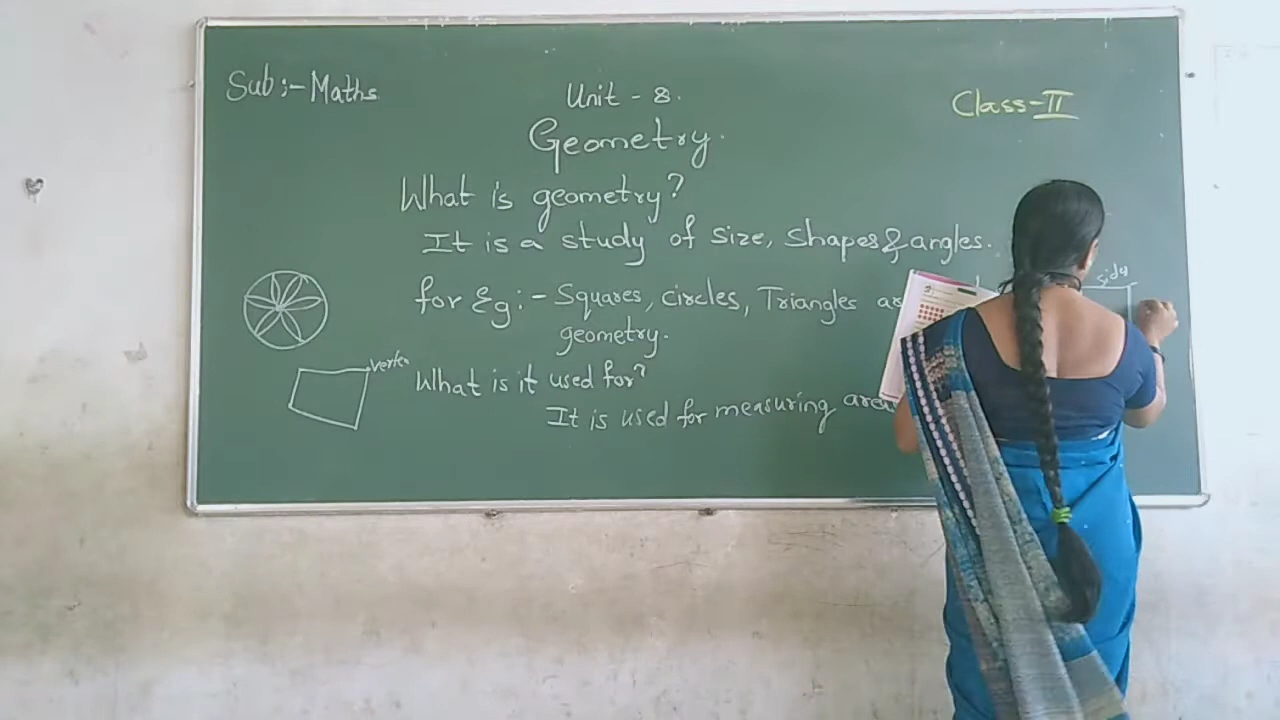 Sub:- Maths
Unit - 8.
Class-II
Geometry.
What is geometry?
It is a study of size, shapes & angles.
for Eg:- Squares, circles, Triangles
geometry.
vertex
What is it used for?
It is used for measuring
side